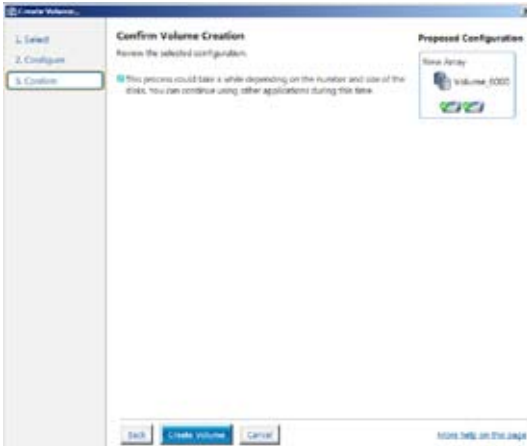 Create Volume...
1. Select
2. Configure
3. Confirm
Confirm Volume Creation
Review the selected configuration.
This process could take a while depending on the number and size of the
disks. You can continue using other applications during this time.
Proposed Configuration
New Array
Volume_0000
Back
Create Volume
Cancel
More help on this page